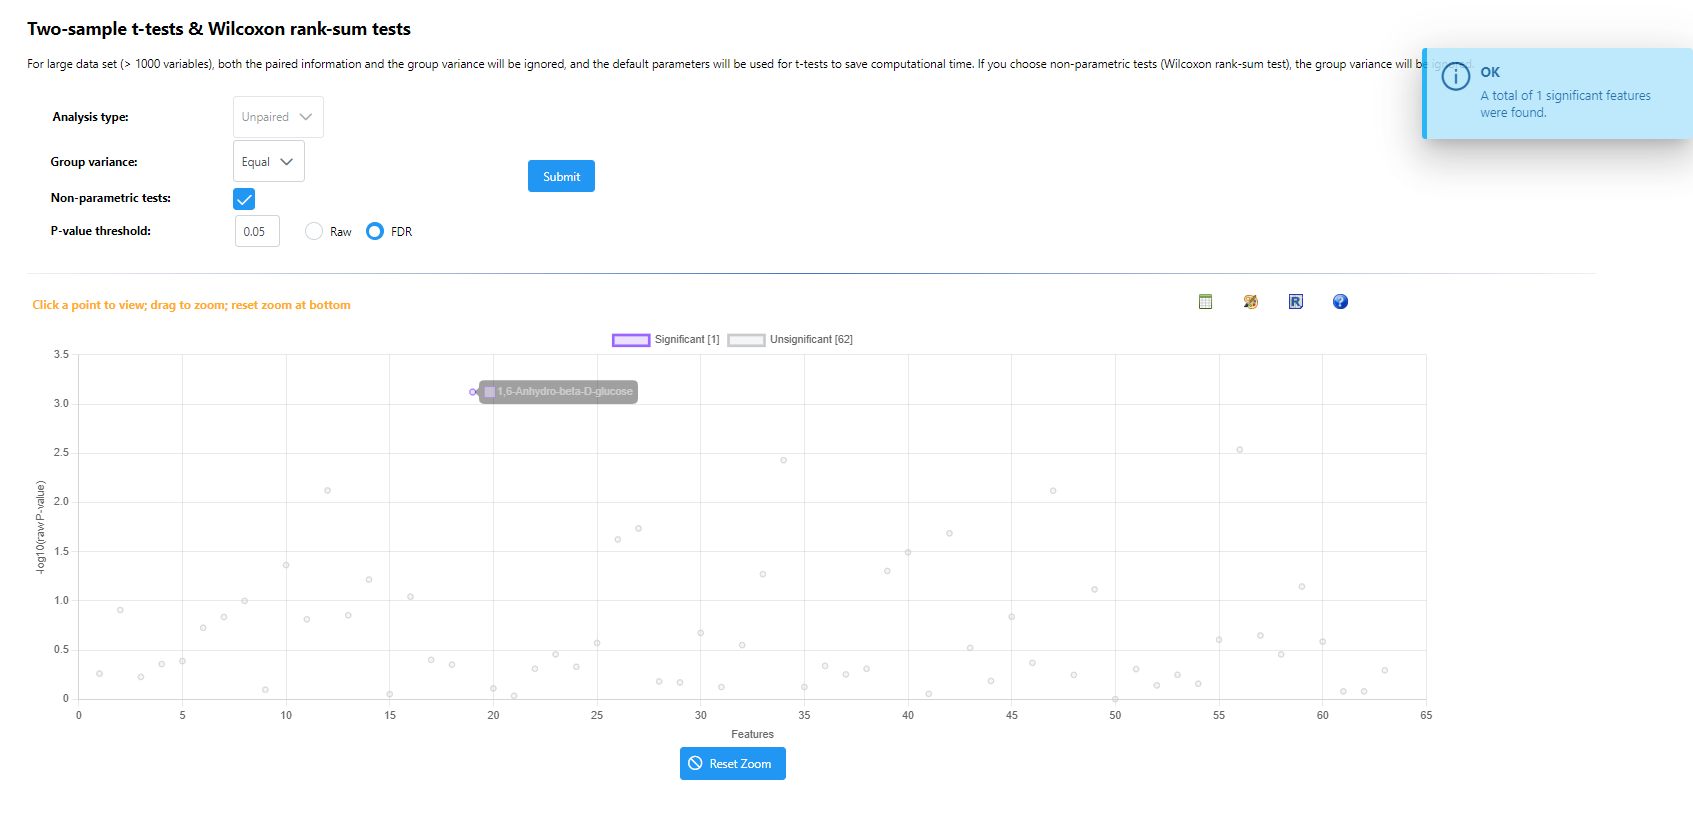 Two-sample t-tests & Wilcoxon rank-sum tests
For large data set (> 1000 variables), both the paired information and the group variance will be ignored, and the default parameters will be used for t-tests to save computational time. If you choose non-parametric tests (Wilcoxon rank-sum test), the group variance will be ignored.
OK
A total of 1 significant features
were found.
Analysis type:
Unpaired
Group variance:
Equal
Submit
Non-parametric tests:
P-value threshold:
0.05
Raw
FDR
Click a point to view; drag to zoom; reset zoom at bottom
R
?
Significant [1]
Unsignificant [62]
3.5
3.0
2.5
2.0
1.5
1.0
0.5
0
-log10(raw P-value)
1,6-Anhydro-beta-D-glucose
0 5 10 15 20 25 30 35 40 45 50 55 60 65
Features
Reset Zoom